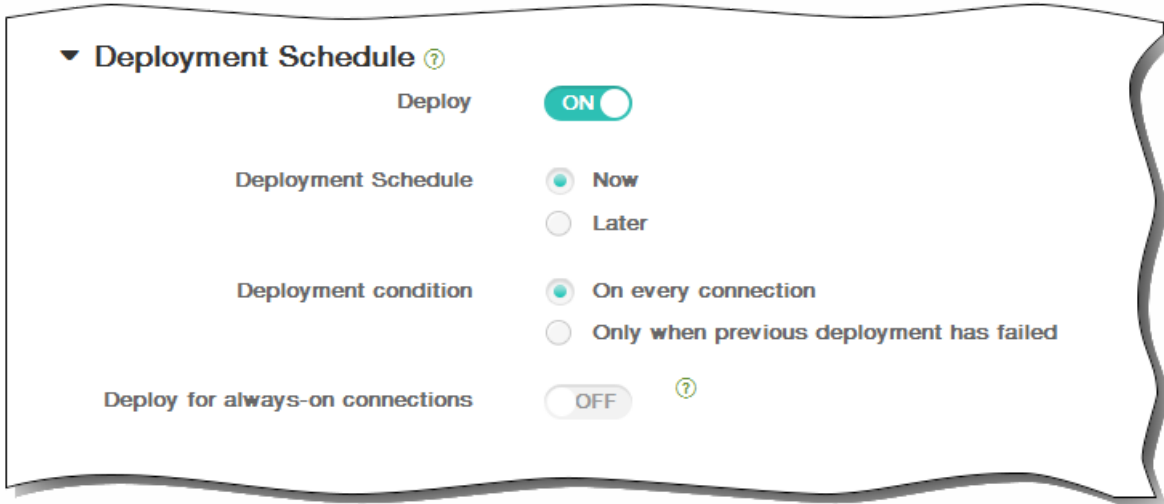 Deployment Schedule ?
Deploy ON
Deployment Schedule Now
Later
Deployment condition On every connection
Only when previous deployment has failed
Deploy for always-on connections OFF ?